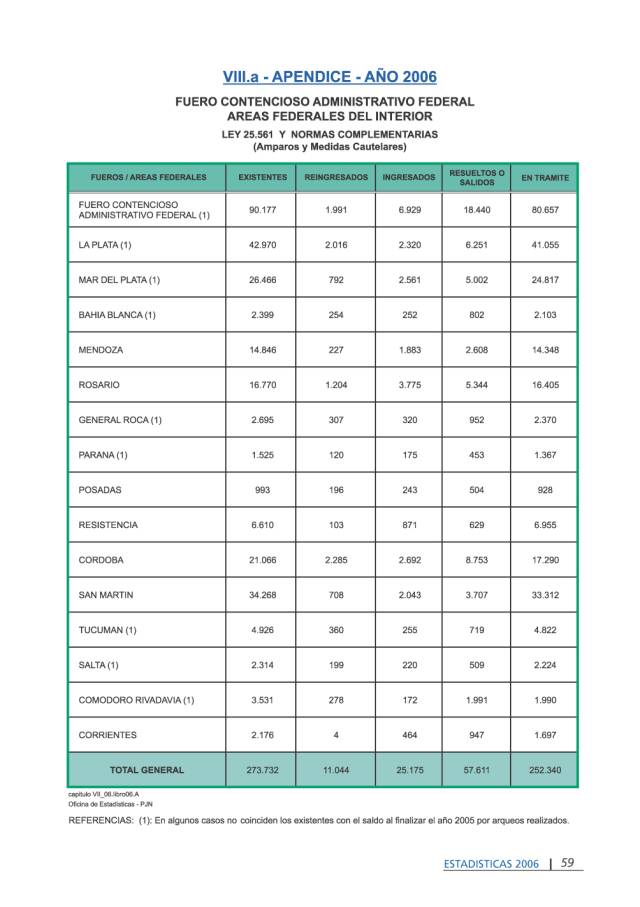 VIII.a - APENDICE - AÑO 2006
FUERO CONTENCIOSO ADMINISTRATIVO FEDERAL
AREAS FEDERALES DEL INTERIOR
LEY 25.561 Y NORMAS COMPLEMENTARIAS
(Amparos y Medidas Cautelares)
FUEROS / AREAS FEDERALES EXISTENTES REINGRESADOS INGRESADOS RESUELTOS O SALIDOS EN TRAMITE
FUERO CONTENCIOSO
ADMINISTRATIVO FEDERAL (1) 90.177 1.991 6.929 18.440 80.657
LA PLATA (1) 42.970 2.016 2.320 6.251 41.055
MAR DEL PLATA (1) 26.466 792 2.561 5.002 24.817
BAHIA BLANCA (1) 2.399 254 252 802 2.103
MENDOZA 14.846 227 1.883 2.608 14.348
ROSARIO 16.770 1.204 3.775 5.344 16.405
GENERAL ROCA (1) 2.695 307 320 952 2.370
PARANA (1) 1.525 120 175 453 1.367
POSADAS 993 196 243 504 928
RESISTENCIA 6.610 103 871 629 6.955
CORDOBA 21.066 2.285 2.692 8.753 17.290
SAN MARTIN 34.268 708 2.043 3.707 33.312
TUCUMAN (1) 4.926 360 255 719 4.822
SALTA (1) 2.314 199 220 509 2.224
COMODORO RIVADAVIA (1) 3.531 278 172 1.991 1.990
CORRIENTES 2.176 4 464 947 1.697
TOTAL GENERAL 273.732 11.044 25.175 57.611 252.340
capitulo VII_06.libro06.A
Oficina de Estadísticas - PJN
REFERENCIAS: (1): En algunos casos no coinciden los existentes con el saldo al finalizar el año 2005 por arqueos realizados.
ESTADISTICAS 2006 | 59